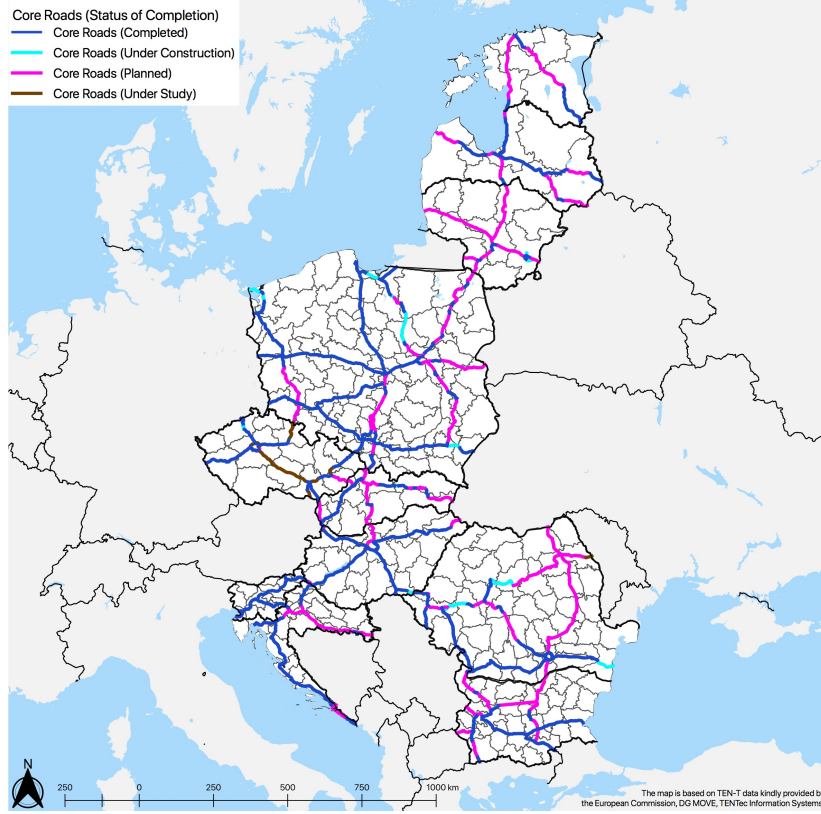 Core Roads (Status of Completion)
Core Roads (Completed)
Core Roads (Under Construction)
Core Roads (Planned)
Core Roads (Under Study)
N
250 0 250 500 750 1000 km
The map is based on TEN-T data kindly provided b
the European Commission, DG MOVE, TENTec Information Systems